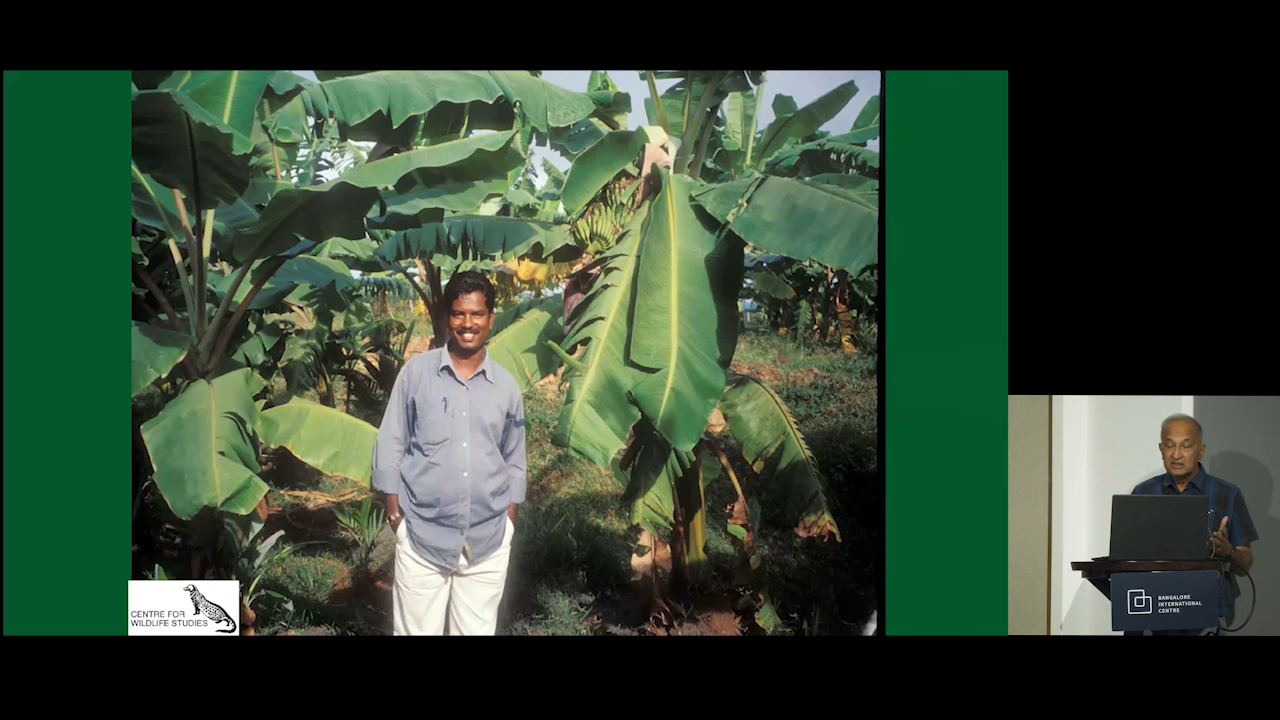 CENTRE FOR
WILDLIFE STUDIES
BANGALORE
INTERNATIONAL
CENTRE